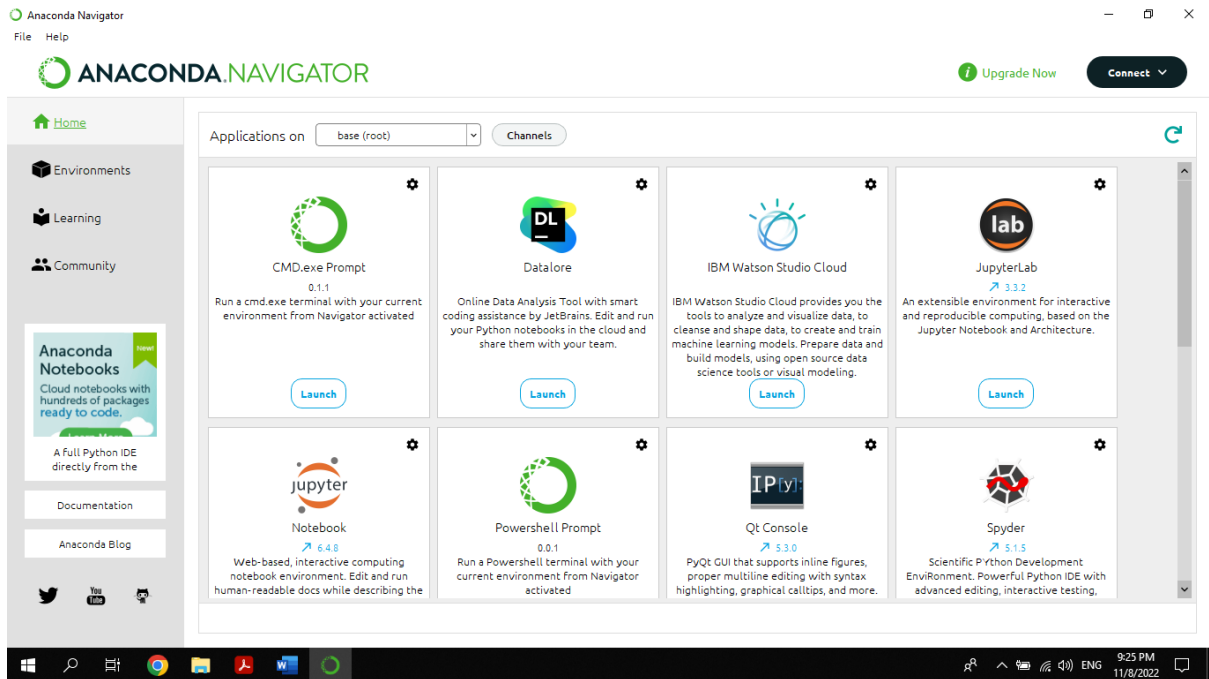 Anaconda Navigator
File Help
ANACONDA.NAVIGATOR
Upgrade Now
Connect
Home
Environments
Learning
Community
Anaconda
Notebooks
New!
Cloud notebooks with
hundreds of packages
ready to code.
Learn More
A full Python IDE
directly from the
Documentation
Anaconda Blog
You
Tube
Applications on base (root) Channels
CMD.exe Prompt
0.1.1
Run a cmd.exe terminal with your current
environment from Navigator activated
Launch
DL
Datalore
Online Data Analysis Tool with smart
coding assistance by JetBrains. Edit and run
your Python notebooks in the cloud and
share them with your team.
Launch
IBM Watson Studio Cloud
IBM Watson Studio Cloud provides you the
tools to analyze and visualize data, to
cleanse and shape data, to create and train
machine learning models. Prepare data and
build models, using open source data
science tools or visual modeling.
Launch
lab
JupyterLab
3.3.2
An extensible environment for interactive
and reproducible computing, based on the
Jupyter Notebook and Architecture.
Launch
jupyter
Notebook
6.4.8
Web-based, interactive computing
notebook environment. Edit and run
human-readable docs while describing the
Powershell Prompt
0.0.1
Run a Powershell terminal with your
current environment from Navigator
activated
IP[y]:
Qt Console
5.3.0
PyQt GUI that supports inline figures,
proper multiline editing with syntax
highlighting, graphical calltips, and more.
Spyder
5.1.5
Scientific PYthon Development
EnviRonment. Powerful Python IDE with
advanced editing, interactive testing,
ENG
9:25 PM
11/8/2022